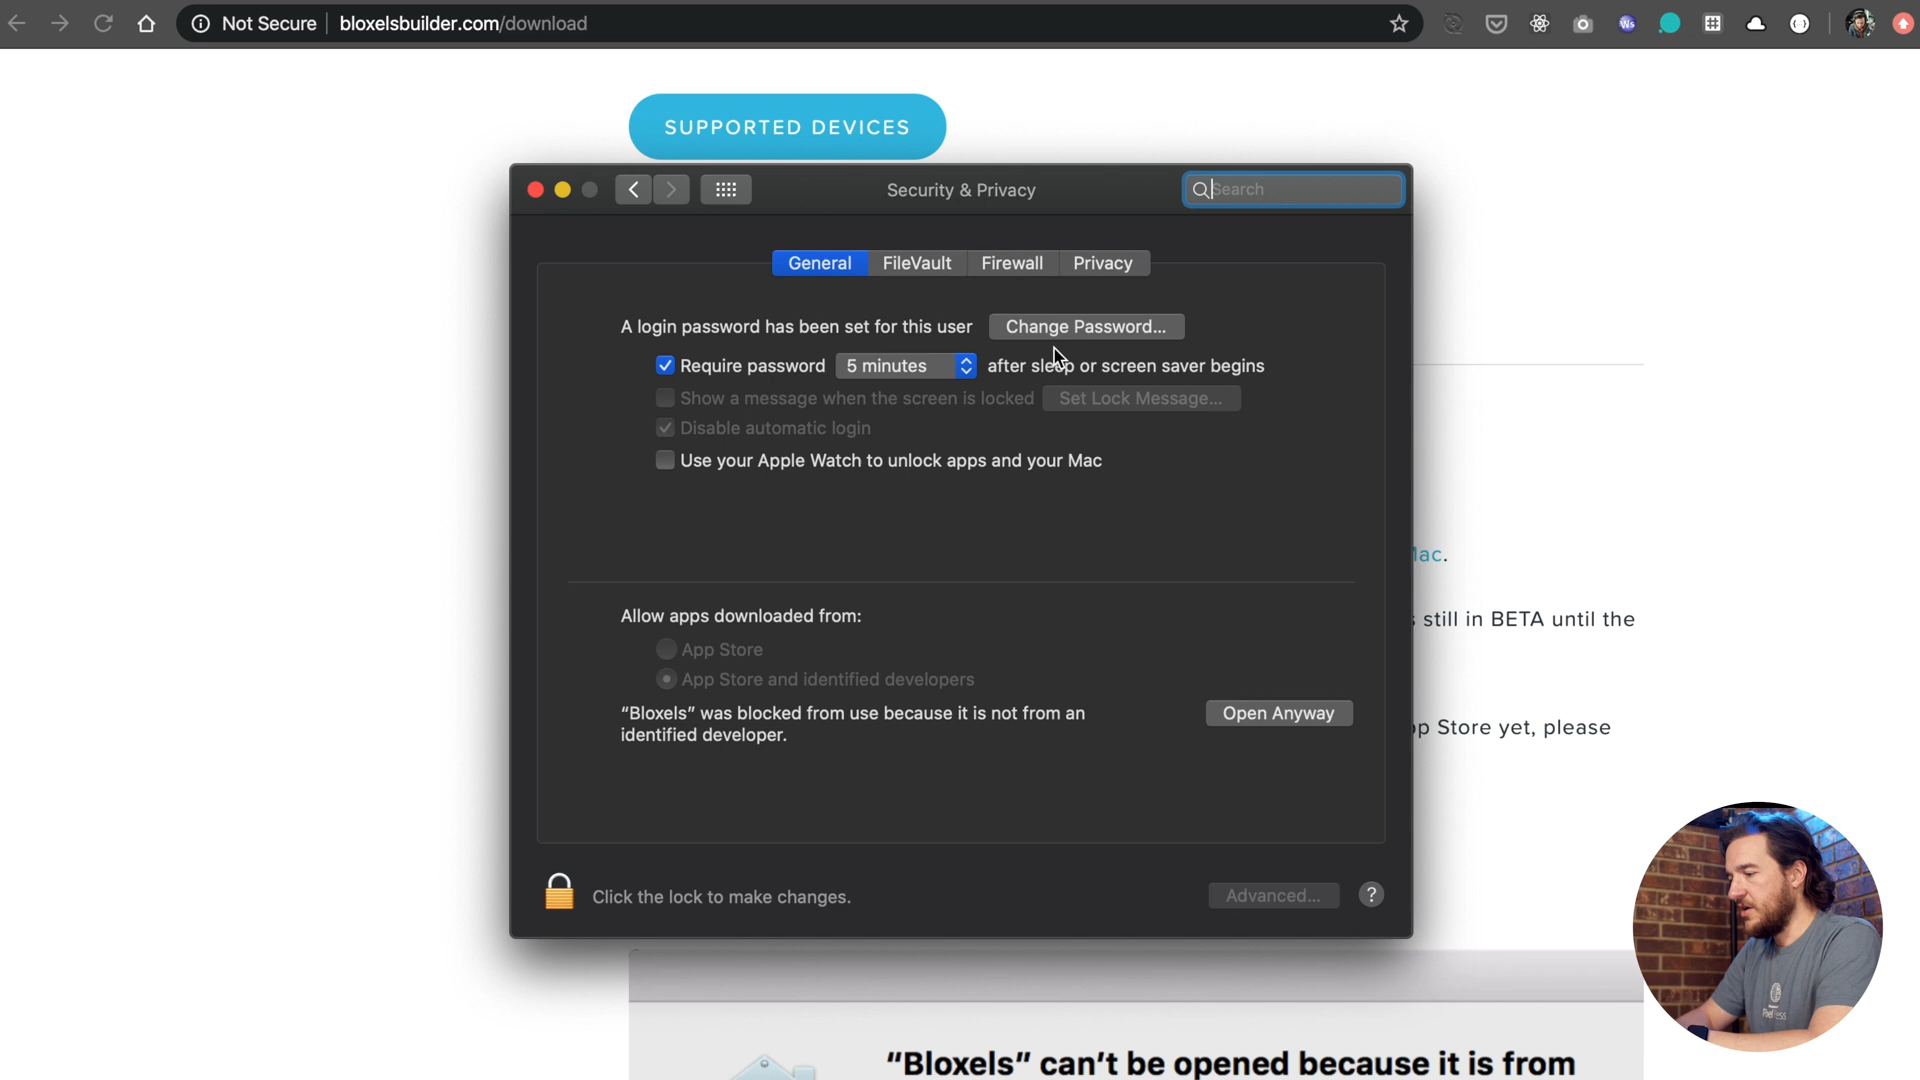 Not Secure | bloxelsbuilder.com/download
Ws
SUPPORTED DEVICES
Security & Privacy
Search
General FileVault Firewall Privacy
A login password has been set for this user Change Password...
Require password 5 minutes after sleep or screen saver begins
Show a message when the screen is locked Set Lock Message...
Disable automatic login
Use your Apple Watch to unlock apps and your Mac
Mac.
Allow apps downloaded from:
still in BETA until the
App Store
App Store and identified developers
“Bloxels” was blocked from use because it is not from an
identified developer.
Open Anyway
Store yet, please
Click the lock to make changes.
Advanced... ?
“Bloxels” can’t be opened because it is from